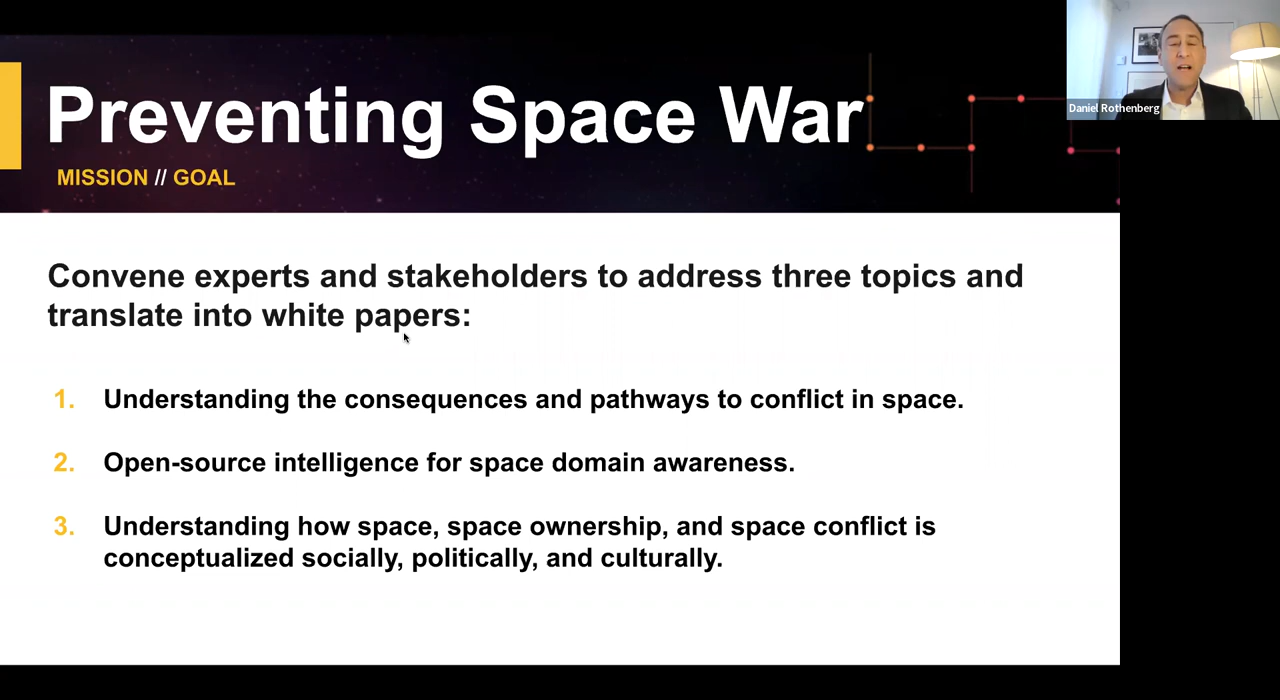 Preventing Space War
Daniel Rothenberg
MISSION // GOAL
Convene experts and stakeholders to address three topics and
translate into white papers:
1. Understanding the consequences and pathways to conflict in space.
2. Open-source intelligence for space domain awareness.
3. Understanding how space, space ownership, and space conflict is
conceptualized socially, politically, and culturally.